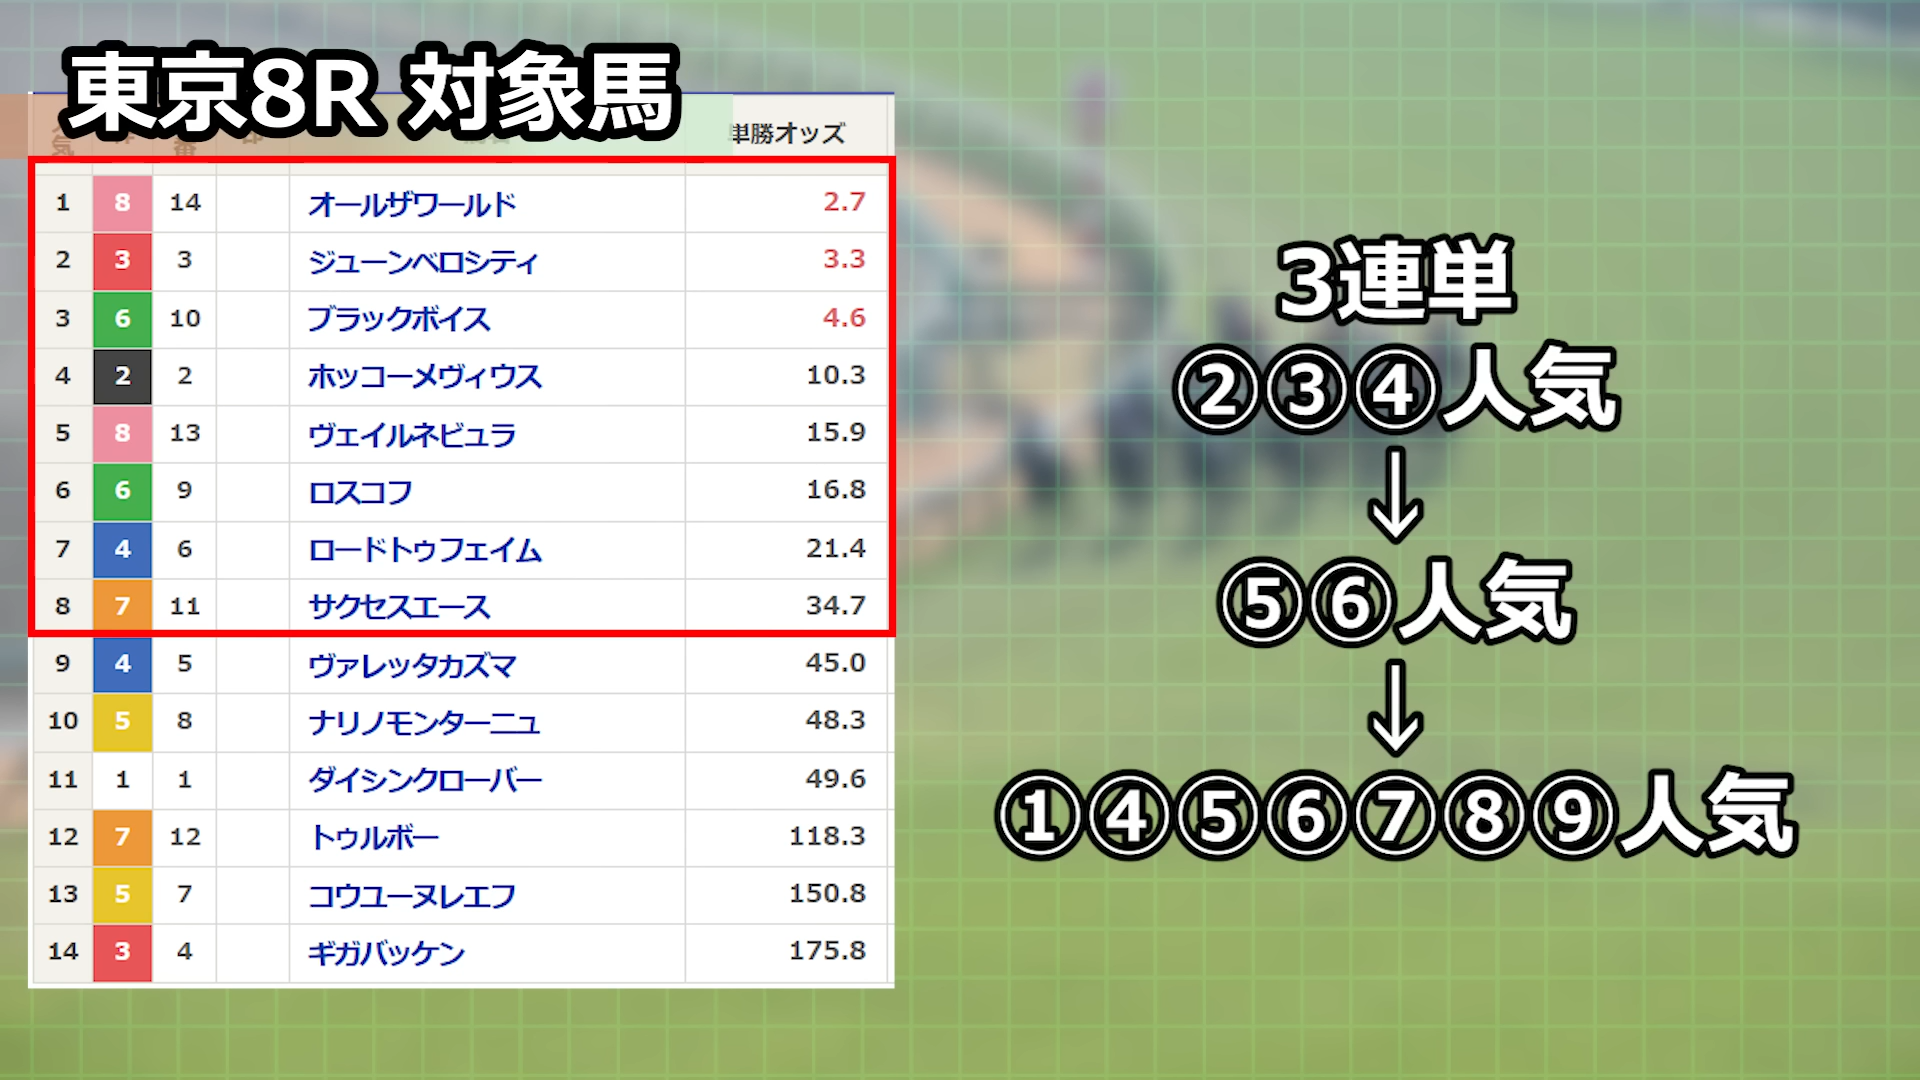 東京8R 対象馬
単勝オッズ
1 8 14 オールザワールド 2.7
2 3 3 ジューンベロシティ 3.3
3 6 10 ブラックボイス 4.6
4 2 2 ホッコーメヴィウス 10.3
5 8 13 ヴェイルネビュラ 15.9
6 6 9 ロスコフ 16.8
7 4 6 ロードトゥフェイム 21.4
8 7 11 サクセスエース 34.7
9 4 5 ヴァレッタカズマ 45.0
10 5 8 ナリノモンターニュ 48.3
11 1 1 ダイシンクローバー 49.6
12 7 12 トゥルボー 118.3
13 5 7 コウユーヌレエフ 150.8
14 3 4 ギガバッケン 175.8
3連単
②③④人気
↓
⑤⑥人気
↓
①④⑤⑥⑦⑧⑨人気